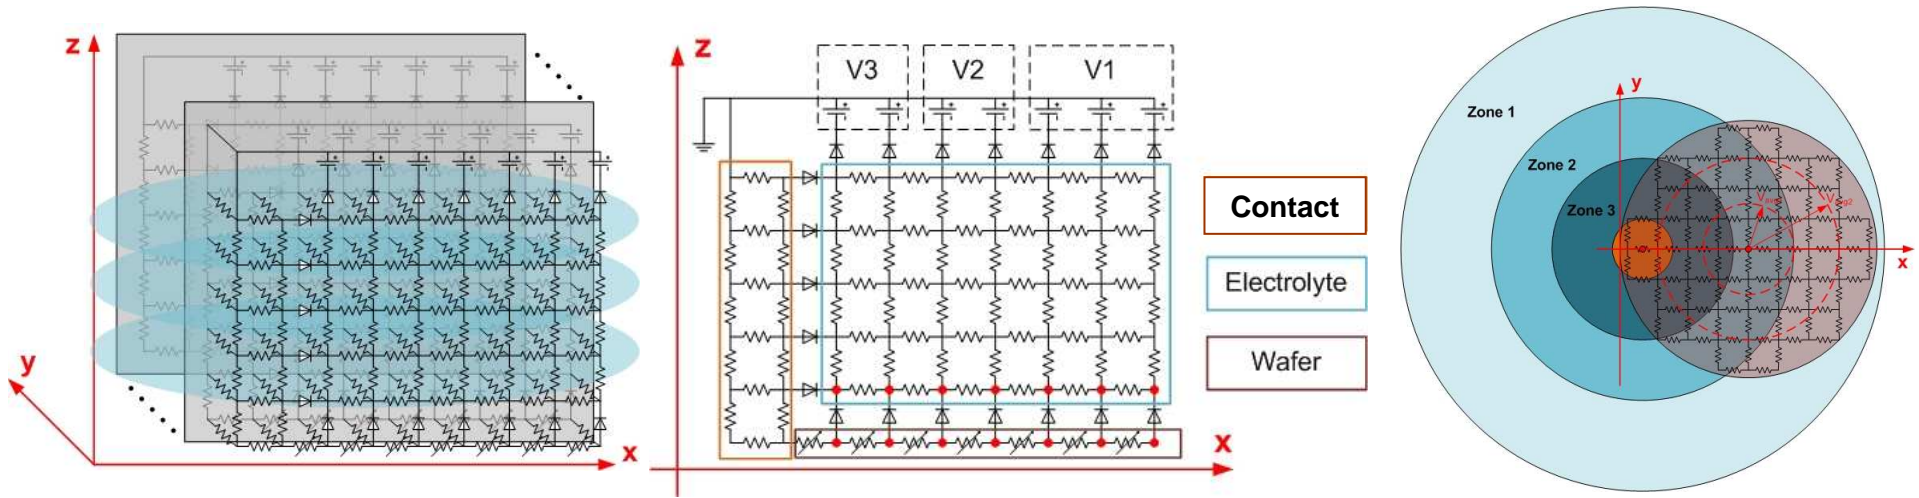 z
y
x
z
V3
V2
V1
x
Contact
Electrolyte
Wafer
y
Zone 1
Zone 2
Zone 3
x